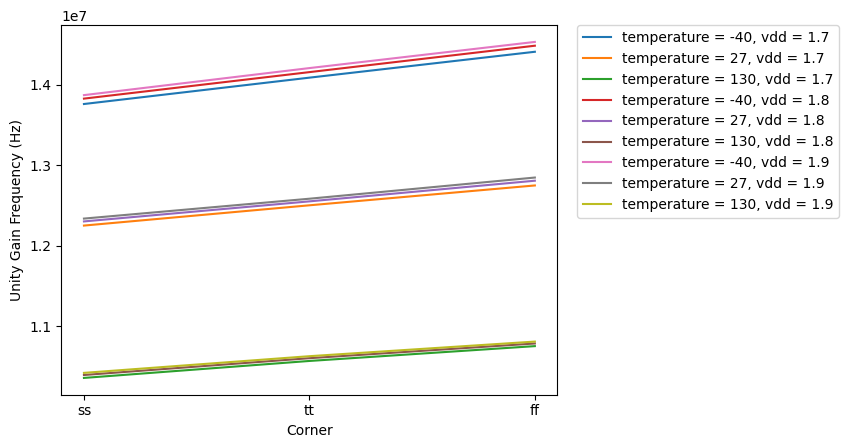 1e7
1.4
1.3
1.2
1.1
Unity Gain Frequency (Hz)
ss
tt
ff
Corner
temperature = -40, vdd = 1.7
temperature = 27, vdd = 1.7
temperature = 130, vdd = 1.7
temperature = -40, vdd = 1.8
temperature = 27, vdd = 1.8
temperature = 130, vdd = 1.8
temperature = -40, vdd = 1.9
temperature = 27, vdd = 1.9
temperature = 130, vdd = 1.9